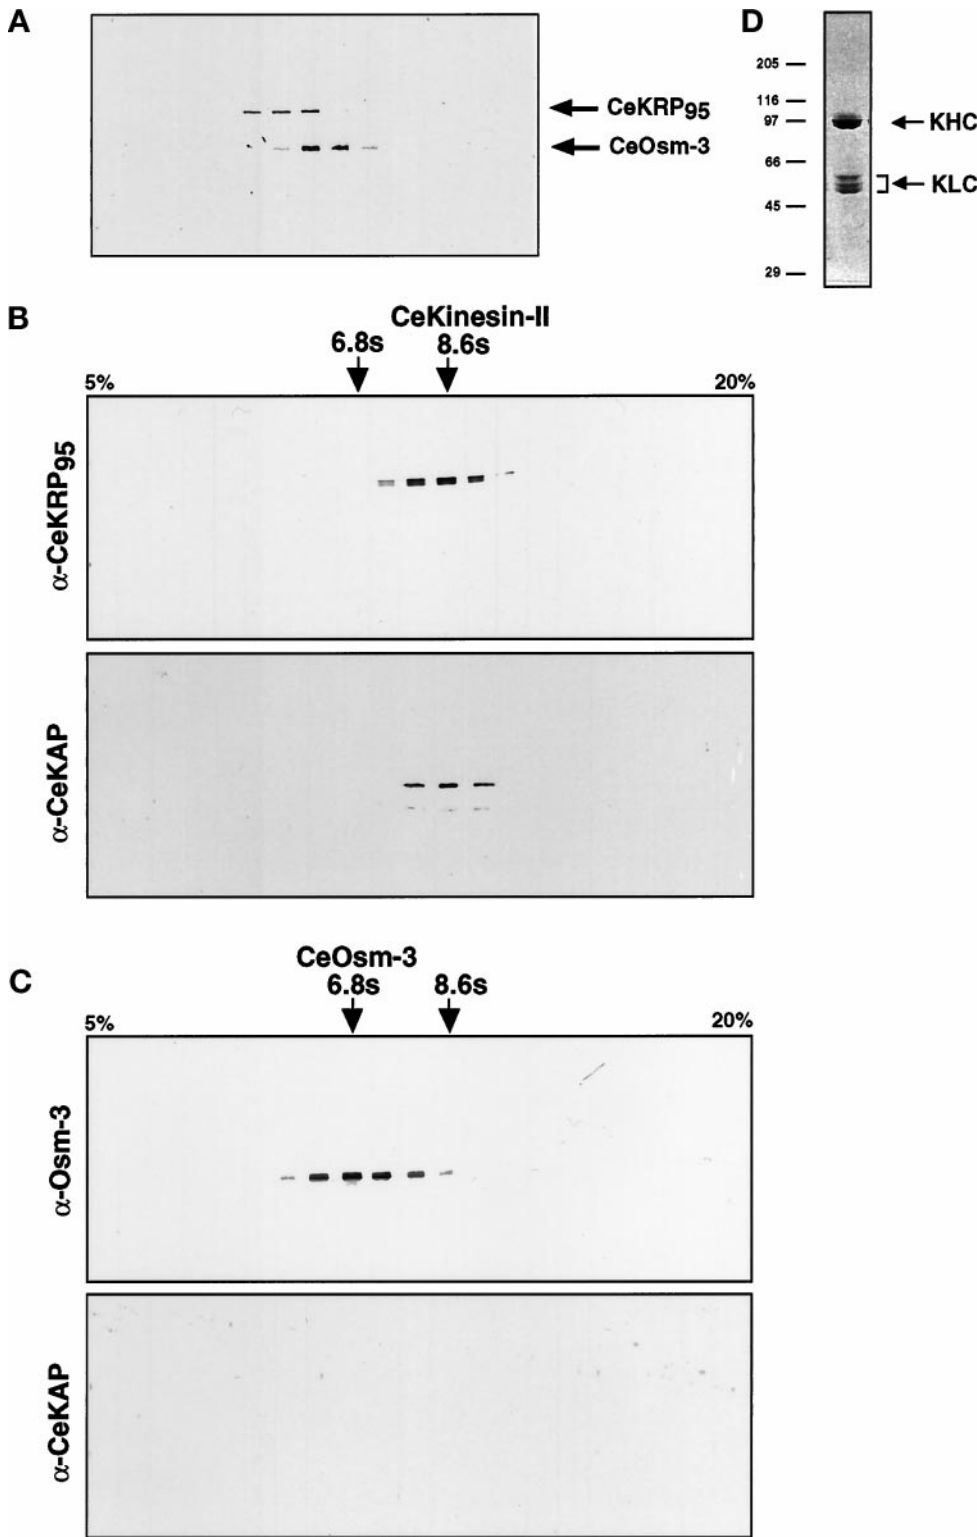 A
CeKRP95
CeOsm-3
D
205
116
97
66
45
29
KHC
KLC
B
CeKinesin-II
6.8s 8.6s
5% 20%
α-CeKRP95
α-CeKAP
C
CeOsm-3
6.8s 8.6s
5% 20%
α-Osm-3
α-CeKAP